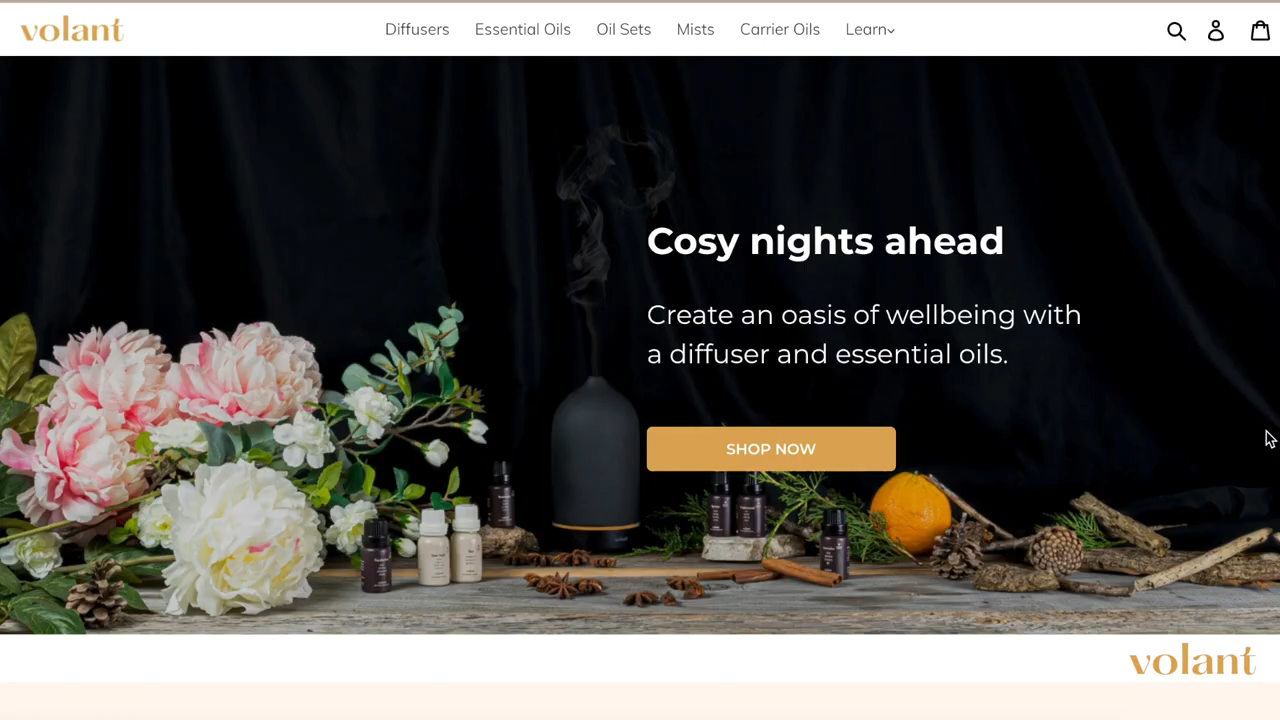 volant
Diffusers Essential Oils Oil Sets Mists Carrier Oils Learn
Cosy nights ahead
Create an oasis of wellbeing with
a diffuser and essential oils.
SHOP NOW
volant